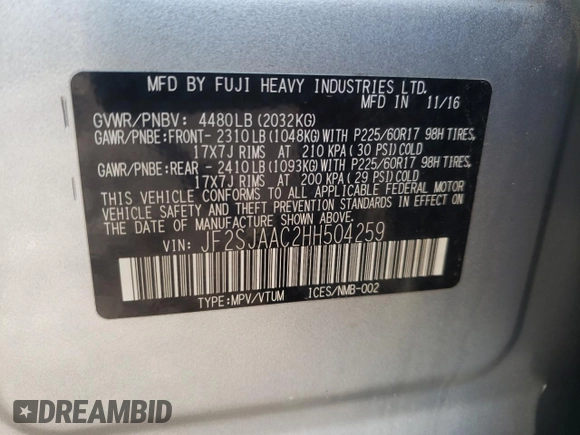 MFD BY FUJI HEAVY INDUSTRIES LTD.
MFD IN 11/16
GVWR/PNBV: 4480LB (2032KG)
GAWR/PNBE:FRONT- 2310LB (1048KG) WITH P225/60R17 98H TIRES,
17X7J RIMS AT 210 KPA ( 30 PSI) COLD
GAWR/PNBE:REAR - 2410LB (1093KG) WITH P225/60R17 98H TIRES,
17X7J RIMS AT 200 KPA (29 PSI) COLD
THIS VEHICLE CONFORMS TO ALL APPLICABLE FEDERAL MOTOR
VEHICLE SAFETY AND THEFT PREVENTION STANDARDS IN EFFECT ON
THE DATE OF MANUFACTURE SHOWN ABOVE.
VIN: JF2SJAAC2HH504259
TYPE:MPV/VTUM ICES/NMB-002
DREAMBID